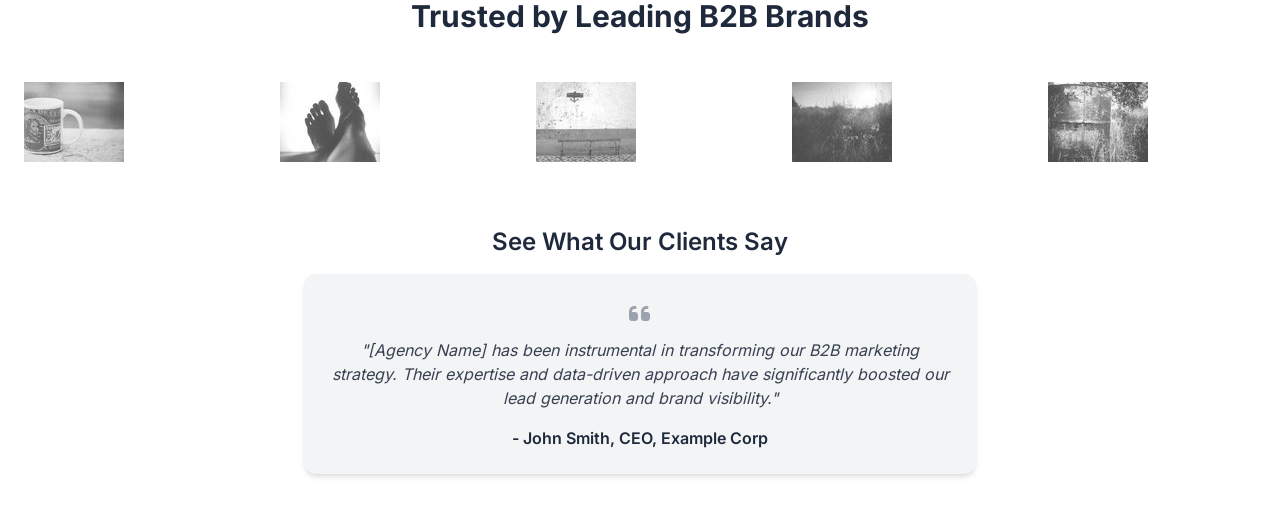 Trusted by Leading B2B Brands
See What Our Clients Say
"[Agency Name] has been instrumental in transforming our B2B marketing
strategy. Their expertise and data-driven approach have significantly boosted our
lead generation and brand visibility."
- John Smith, CEO, Example Corp